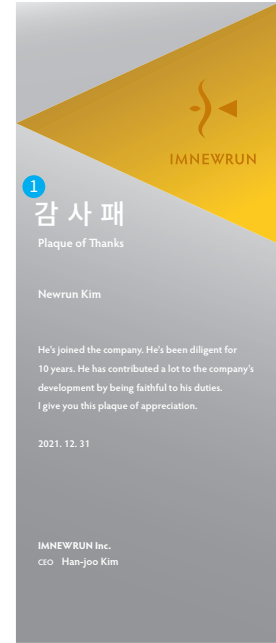 IMNEWRUN
1
감사패
Plaque of Thanks
Newrun Kim
He's joined the company. He's been diligent for
10 years. He has contributed a lot to the company's
development by being faithful to his duties.
I give you this plaque of appreciation.
2021. 12. 31
IMNEWRUN Inc.
CEO Han-joo Kim